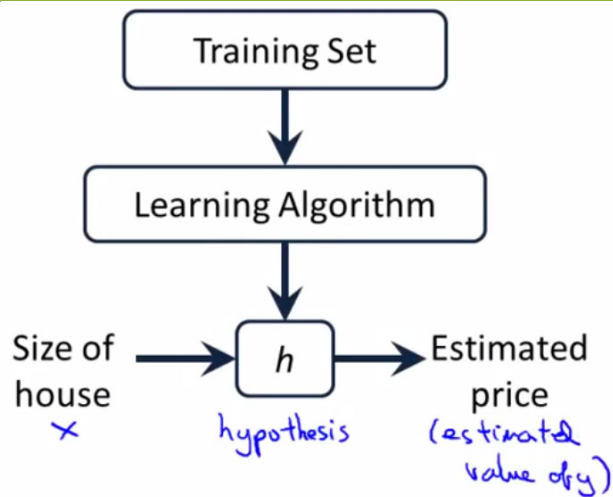 Training Set
Learning Algorithm
Size of
house
x
h
hypothesis
Estimated
price
(estimated
value of y)